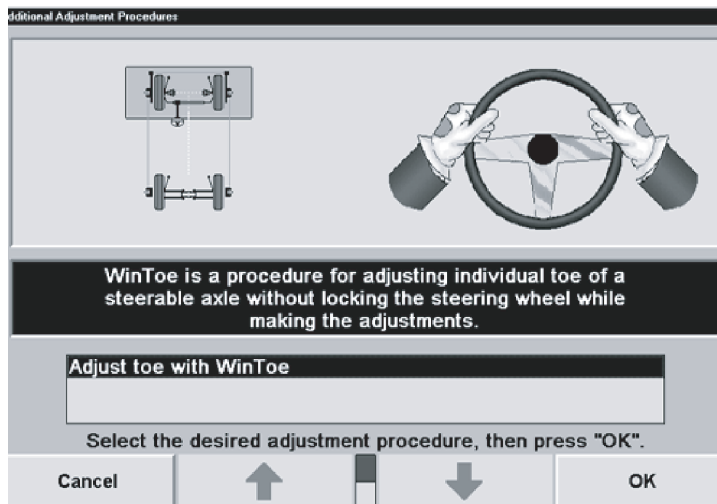 dditional Adjustment Procedures
WinToe is a procedure for adjusting individual toe of a
steerable axle without locking the steering wheel while
making the adjustments.
Adjust toe with WinToe
Select the desired adjustment procedure, then press "OK".
Cancel
OK